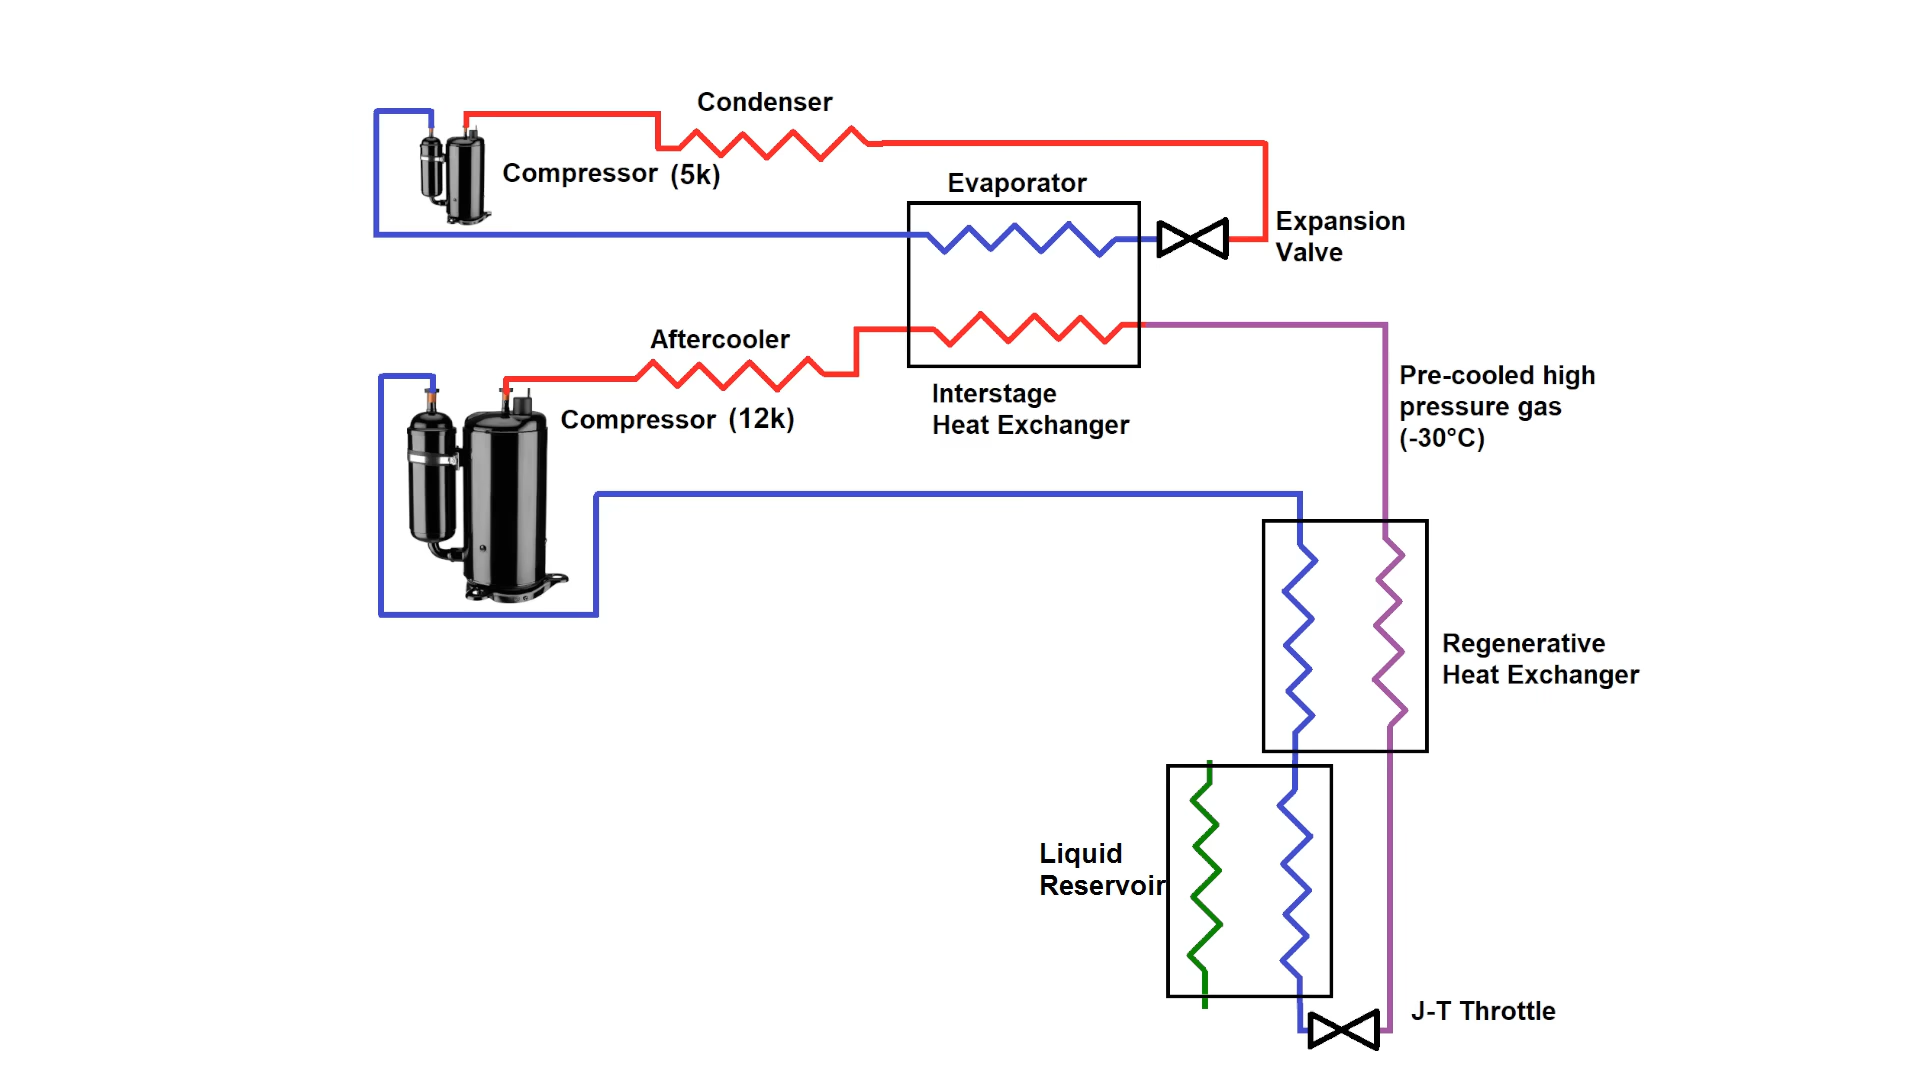 Condenser
Compressor (5k)
Evaporator
Expansion
Valve
Aftercooler
Compressor (12k)
Interstage
Heat Exchanger
Pre-cooled high
pressure gas
(-30°C)
Regenerative
Heat Exchanger
Liquid
Reservoir
J-T Throttle